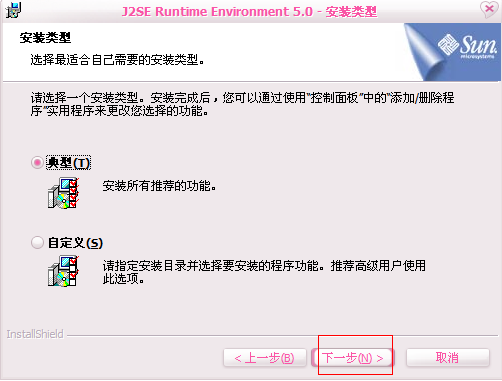 J2SE Runtime Environment 5.0 - 安装类型
安装类型
选择最适合自己需要的安装类型。
Sun
microsystems
请选择一个安装类型。安装完成后，您可以通过使用“控制面板”中的“添加/删除程
序”实用程序来更改您选择的功能。
典型(T)
安装所有推荐的功能。
自定义(S)
请指定安装目录并选择要安装的程序功能。推荐高级用户使用
此选项。
InstallShield
< 上一步(B)
下一步(N) >
取消